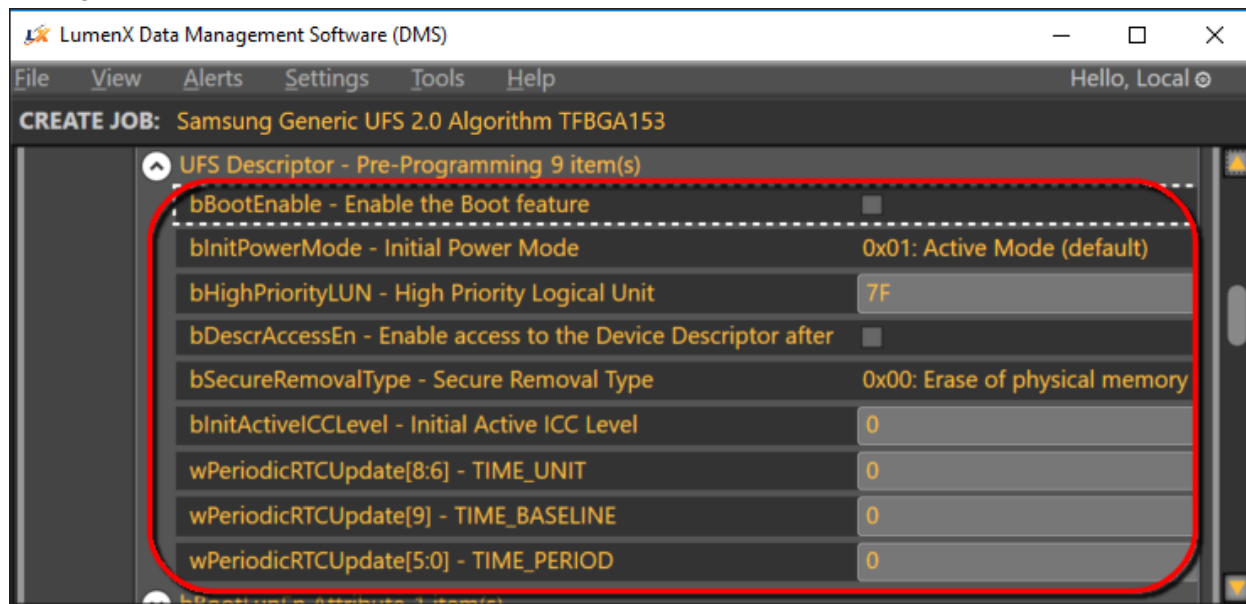 LumenX Data Management Software (DMS)
File View Alerts Settings Tools Help Hello, Local
CREATE JOB: Samsung Generic UFS 2.0 Algorithm TFBGA153
UFS Descriptor - Pre-Programming 9 item(s)
bBootEnable - Enable the Boot feature
bInitPowerMode - Initial Power Mode 0x01: Active Mode (default)
bHighPriorityLUN - High Priority Logical Unit 7F
bDescrAccessEn - Enable access to the Device Descriptor after
bSecureRemovalType - Secure Removal Type 0x00: Erase of physical memory
bInitActiveICCLevel - Initial Active ICC Level 0
wPeriodicRTCUpdate[8:6] - TIME_UNIT 0
wPeriodicRTCUpdate[9] - TIME_BASELINE 0
wPeriodicRTCUpdate[5:0] - TIME_PERIOD 0